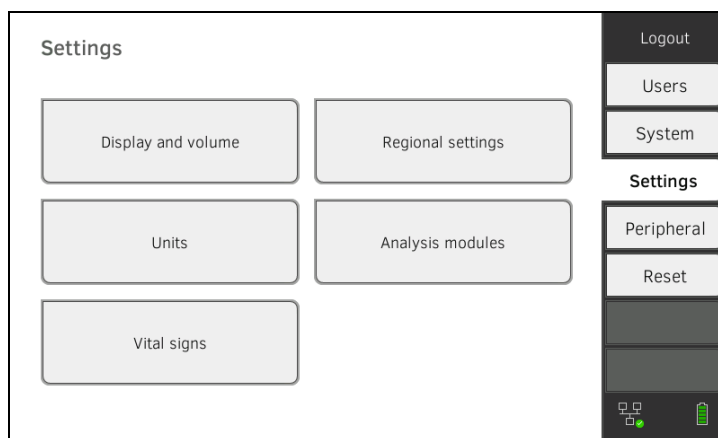 Settings
Display and volume
Regional settings
Units
Analysis modules
Vital signs
Logout
Users
System
Settings
Peripheral
Reset